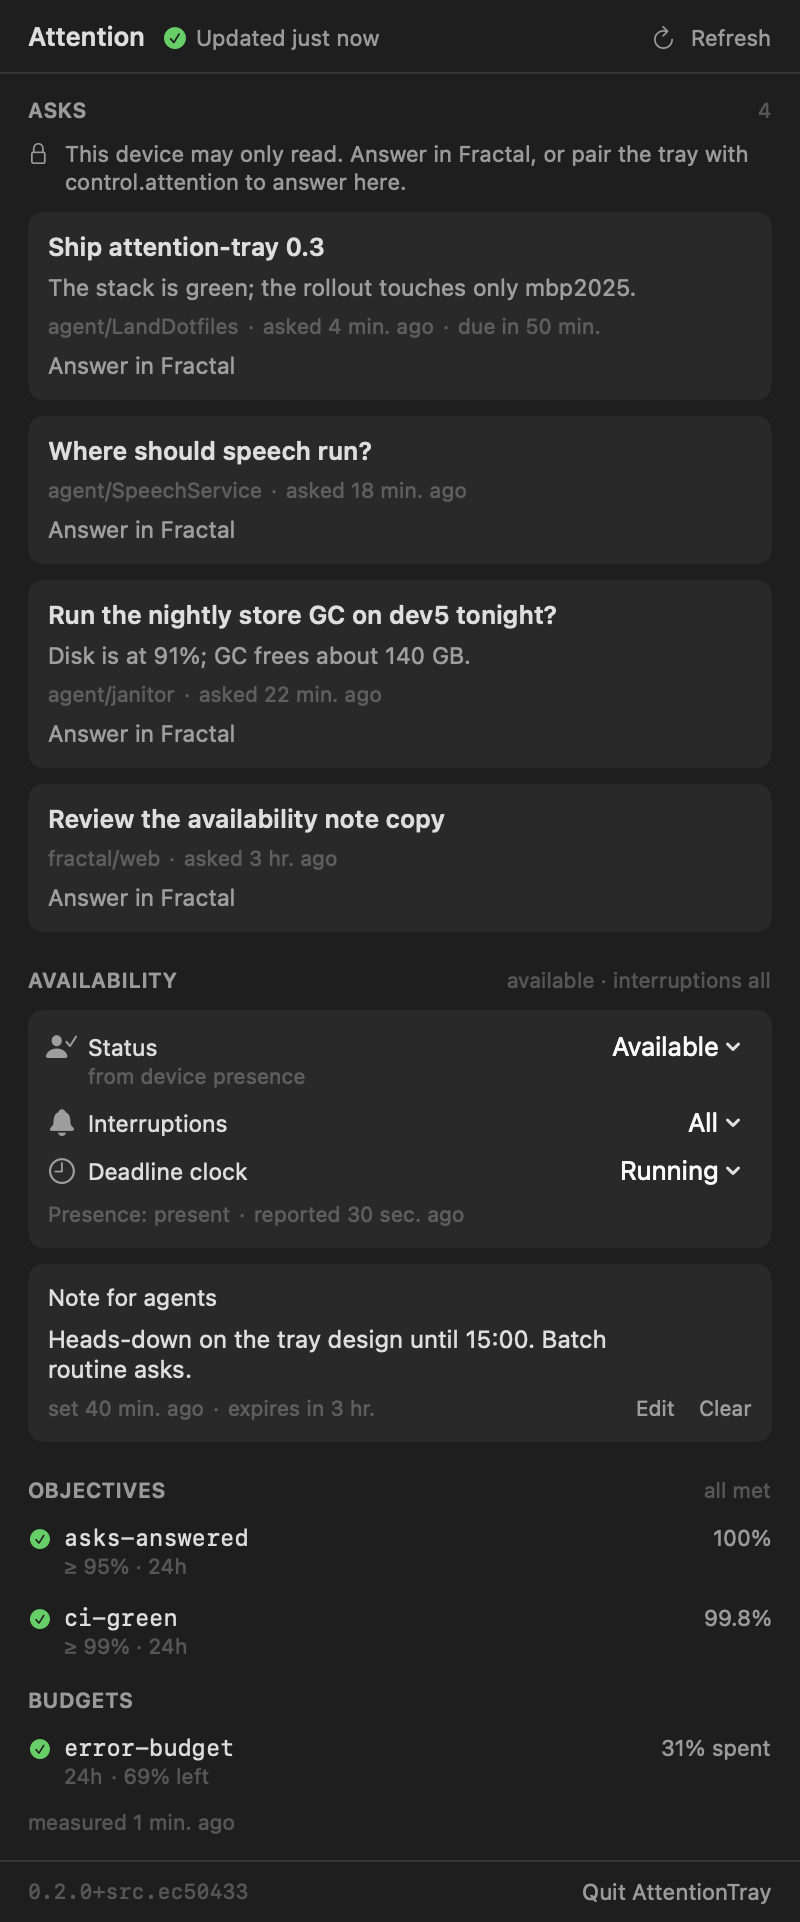 Attention Updated just now Refresh
ASKS 4
This device may only read. Answer in Fractal, or pair the tray with
control.attention to answer here.
Ship attention-tray 0.3
The stack is green; the rollout touches only mbp2025.
agent/LandDotfiles · asked 4 min. ago · due in 50 min.
Answer in Fractal
Where should speech run?
agent/SpeechService · asked 18 min. ago
Answer in Fractal
Run the nightly store GC on dev5 tonight?
Disk is at 91%; GC frees about 140 GB.
agent/janitor · asked 22 min. ago
Answer in Fractal
Review the availability note copy
fractal/web · asked 3 hr. ago
Answer in Fractal
AVAILABILITY available · interruptions all
Status Available
from device presence
Interruptions All
Deadline clock Running
Presence: present · reported 30 sec. ago
Note for agents
Heads-down on the tray design until 15:00. Batch
routine asks.
set 40 min. ago · expires in 3 hr. Edit Clear
OBJECTIVES all met
asks-answered 100%
≥ 95% · 24h
ci-green 99.8%
≥ 99% · 24h
BUDGETS
error-budget 31% spent
24h · 69% left
measured 1 min. ago
0.2.0+src.ec50433 Quit AttentionTray